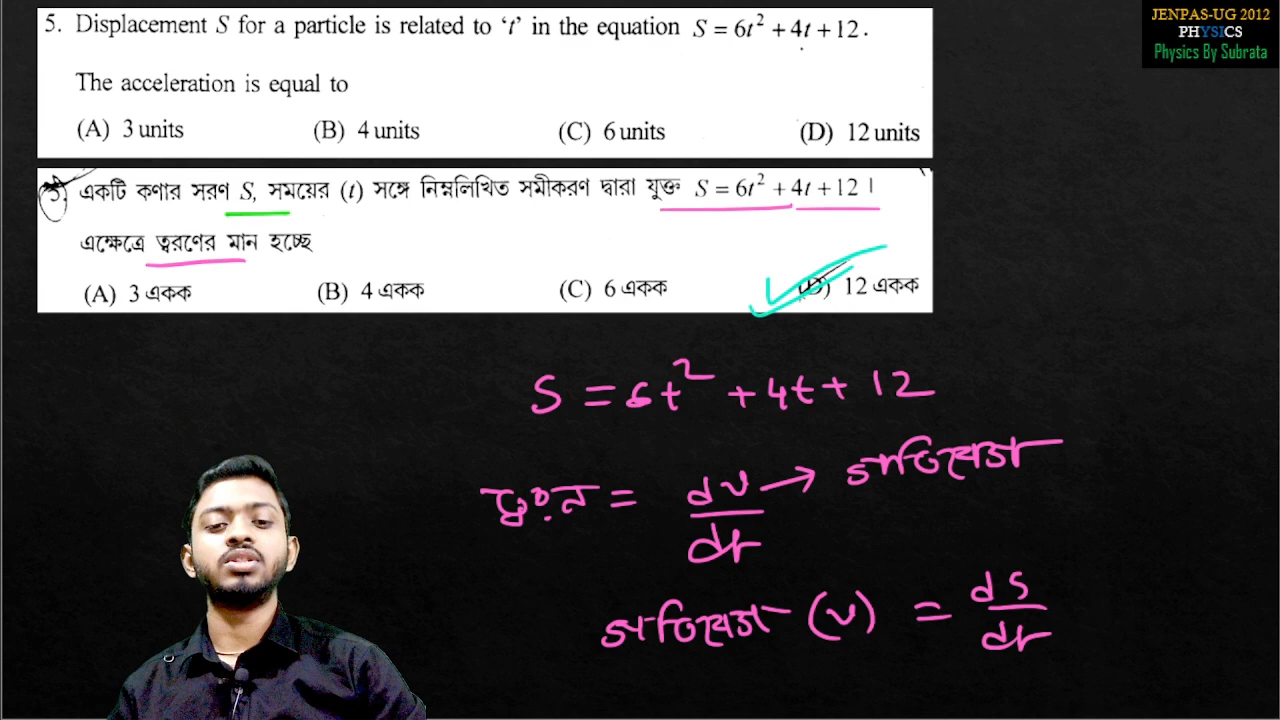 JENPAS-UG 2012
PHYSICS
Physics By Subrata
5. Displacement S for a particle is related to ‘t’ in the equation S = 6t² + 4t + 12.
The acceleration is equal to
(A) 3 units (B) 4 units (C) 6 units (D) 12 units
5. একটি কণার সরণ S, সময়ের (t) সঙ্গে নিম্নলিখিত সমীকরণ দ্বারা যুক্ত S = 6t² + 4t + 12।
এক্ষেত্রে ত্বরণের মান হচ্ছে
(A) 3 একক (B) 4 একক (C) 6 একক (D) 12 একক
S = 6t² + 4t + 12
ত্বরন = dv/dt → গতিবেগ
গতিবেগ (v) = ds/dt